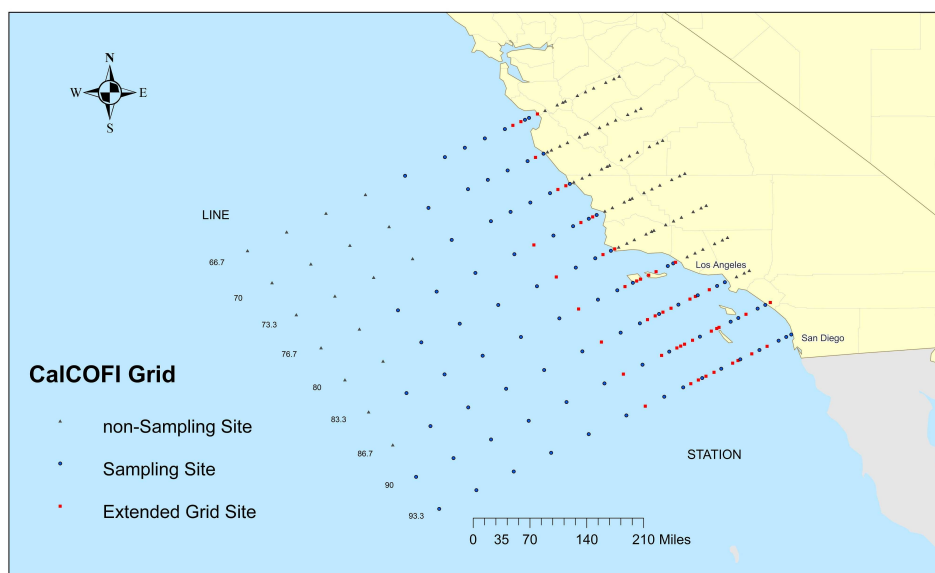 N
W E
S
LINE
66.7
70
73.3
76.7
80
83.3
86.7
90
93.3
Los Angeles
San Diego
STATION
CalCOFI Grid
non-Sampling Site
Sampling Site
Extended Grid Site
0 35 70 140 210 Miles